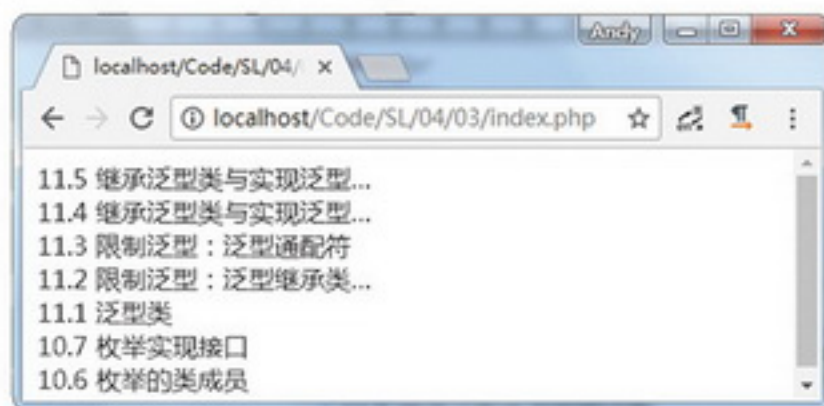 Andy
localhost/Code/SL/04/
localhost/Code/SL/04/03/index.php
11.5 继承泛型类与实现泛型...
11.4 继承泛型类与实现泛型...
11.3 限制泛型：泛型通配符
11.2 限制泛型：泛型继承类...
11.1 泛型类
10.7 枚举实现接口
10.6 枚举的类成员